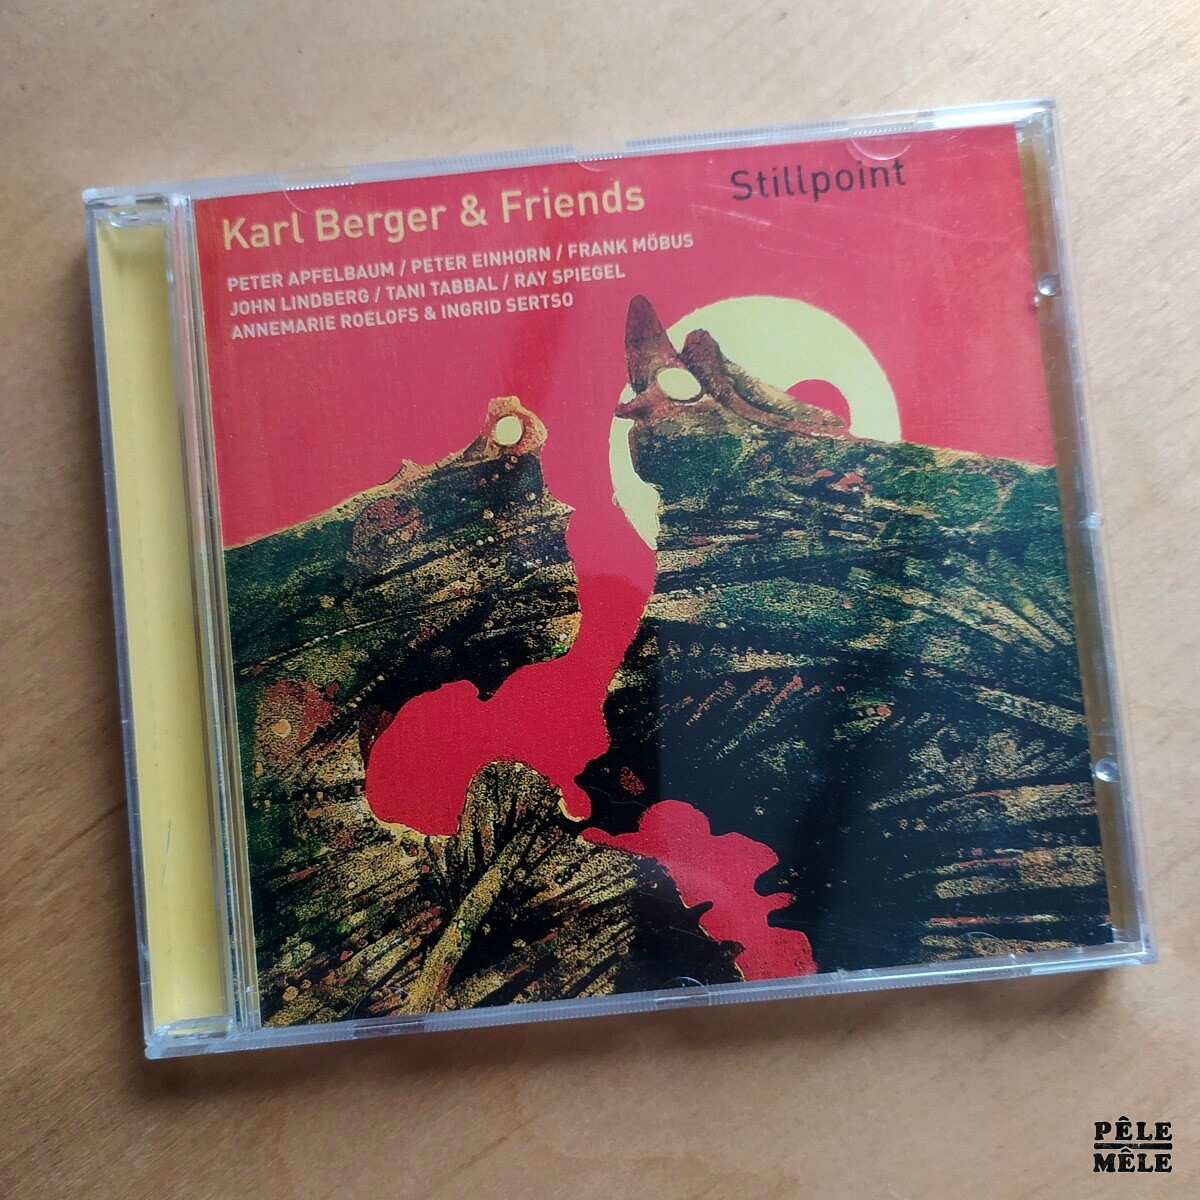 Karl Berger & Friends
Stillpoint
PETER APFELBAUM / PETER EINHORN / FRANK MÖBUS
JOHN LINDBERG / TANI TABBAL / RAY SPIEGEL
ANNEMARIE ROELOFS & INGRID SERTSO
PÊLE
MÊLE